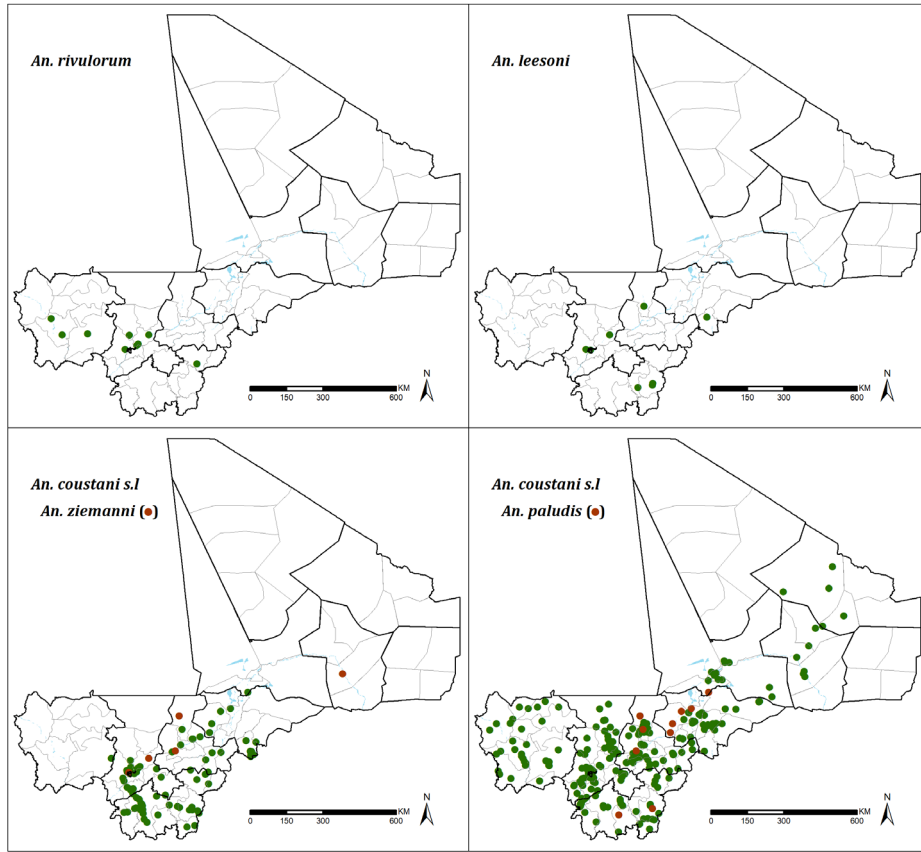 An. rivulorum
N
KM
0 150 300 600
An. leesoni
N
KM
0 150 300 600
An. coustani s.l
An. ziemanni (●)
N
KM
0 150 300 600
An. coustani s.l
An. paludis (●)
N
KM
0 150 300 600